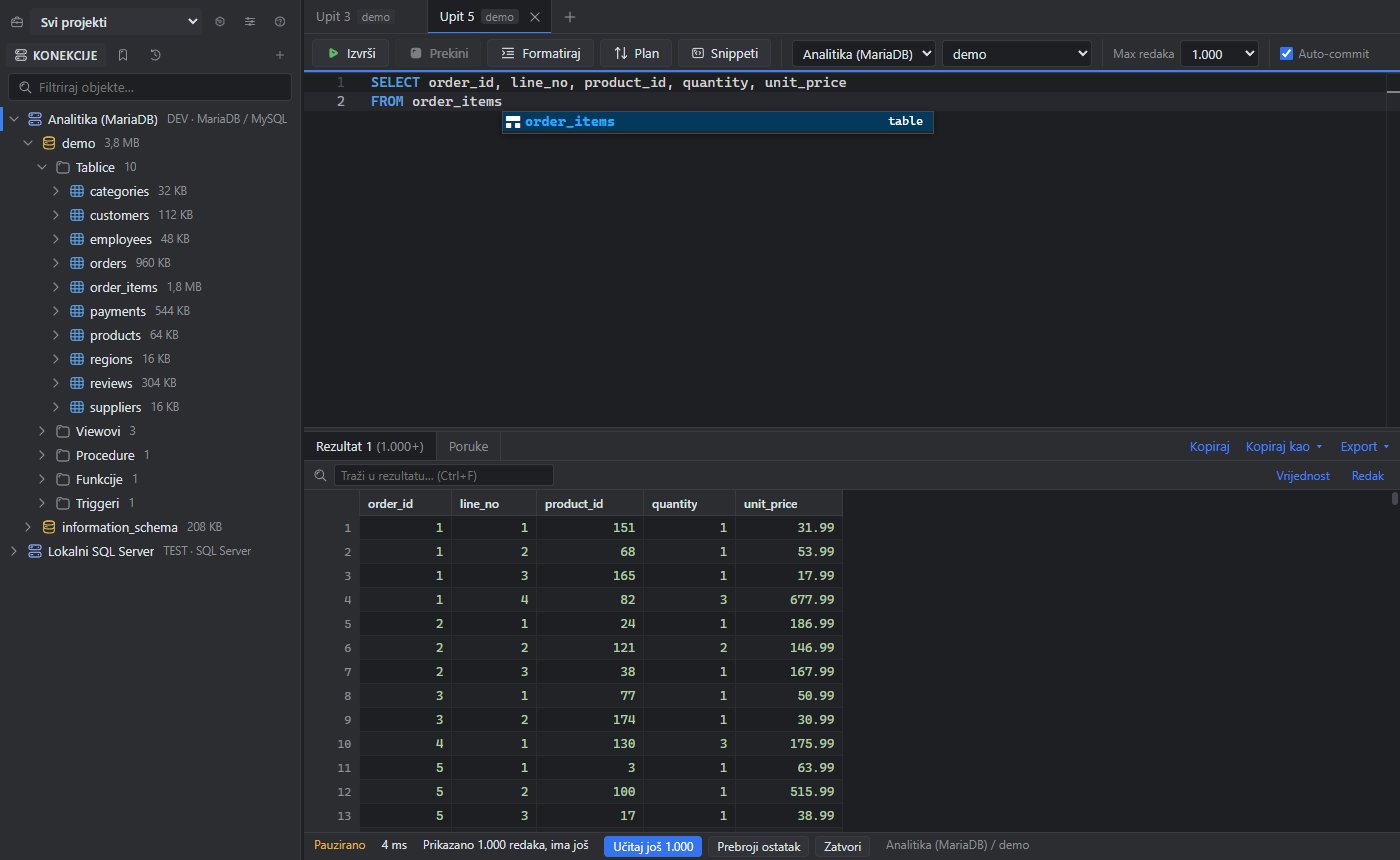 Svi projekti
KONEKCIJE
Filtriraj objekte...
Analitika (MariaDB) DEV · MariaDB / MySQL
demo 3,8 MB
Tablice 10
categories 32 KB
customers 112 KB
employees 48 KB
orders 960 KB
order_items 1,8 MB
payments 544 KB
products 64 KB
regions 16 KB
reviews 304 KB
suppliers 16 KB
Viewovi 3
Procedure 1
Funkcije 1
Triggeri 1
information_schema 208 KB
Lokalni SQL Server TEST · SQL Server
Upit 3 demo Upit 5 demo
Izvrši Prekini Formatiraj Plan Snippeti Analitika (MariaDB) demo Max redaka 1.000 Auto-commit
1 SELECT order_id, line_no, product_id, quantity, unit_price
2 FROM order_items
order_items table
Rezultat 1 (1.000+) Poruke Kopiraj Kopiraj kao Export
Traži u rezultatu... (Ctrl+F) Vrijednost Redak
order_id line_no product_id quantity unit_price
1 1 1 151 1 31.99
2 1 2 68 1 53.99
3 1 3 165 1 17.99
4 1 4 82 3 677.99
5 2 1 24 1 186.99
6 2 2 121 2 146.99
7 2 3 38 1 167.99
8 3 1 77 1 50.99
9 3 2 174 1 30.99
10 4 1 130 3 175.99
11 5 1 3 1 63.99
12 5 2 100 1 515.99
13 5 3 17 1 38.99
Pauzirano 4 ms Prikazano 1.000 redaka, ima još Učitaj još 1.000 Prebroji ostatak Zatvori Analitika (MariaDB) / demo